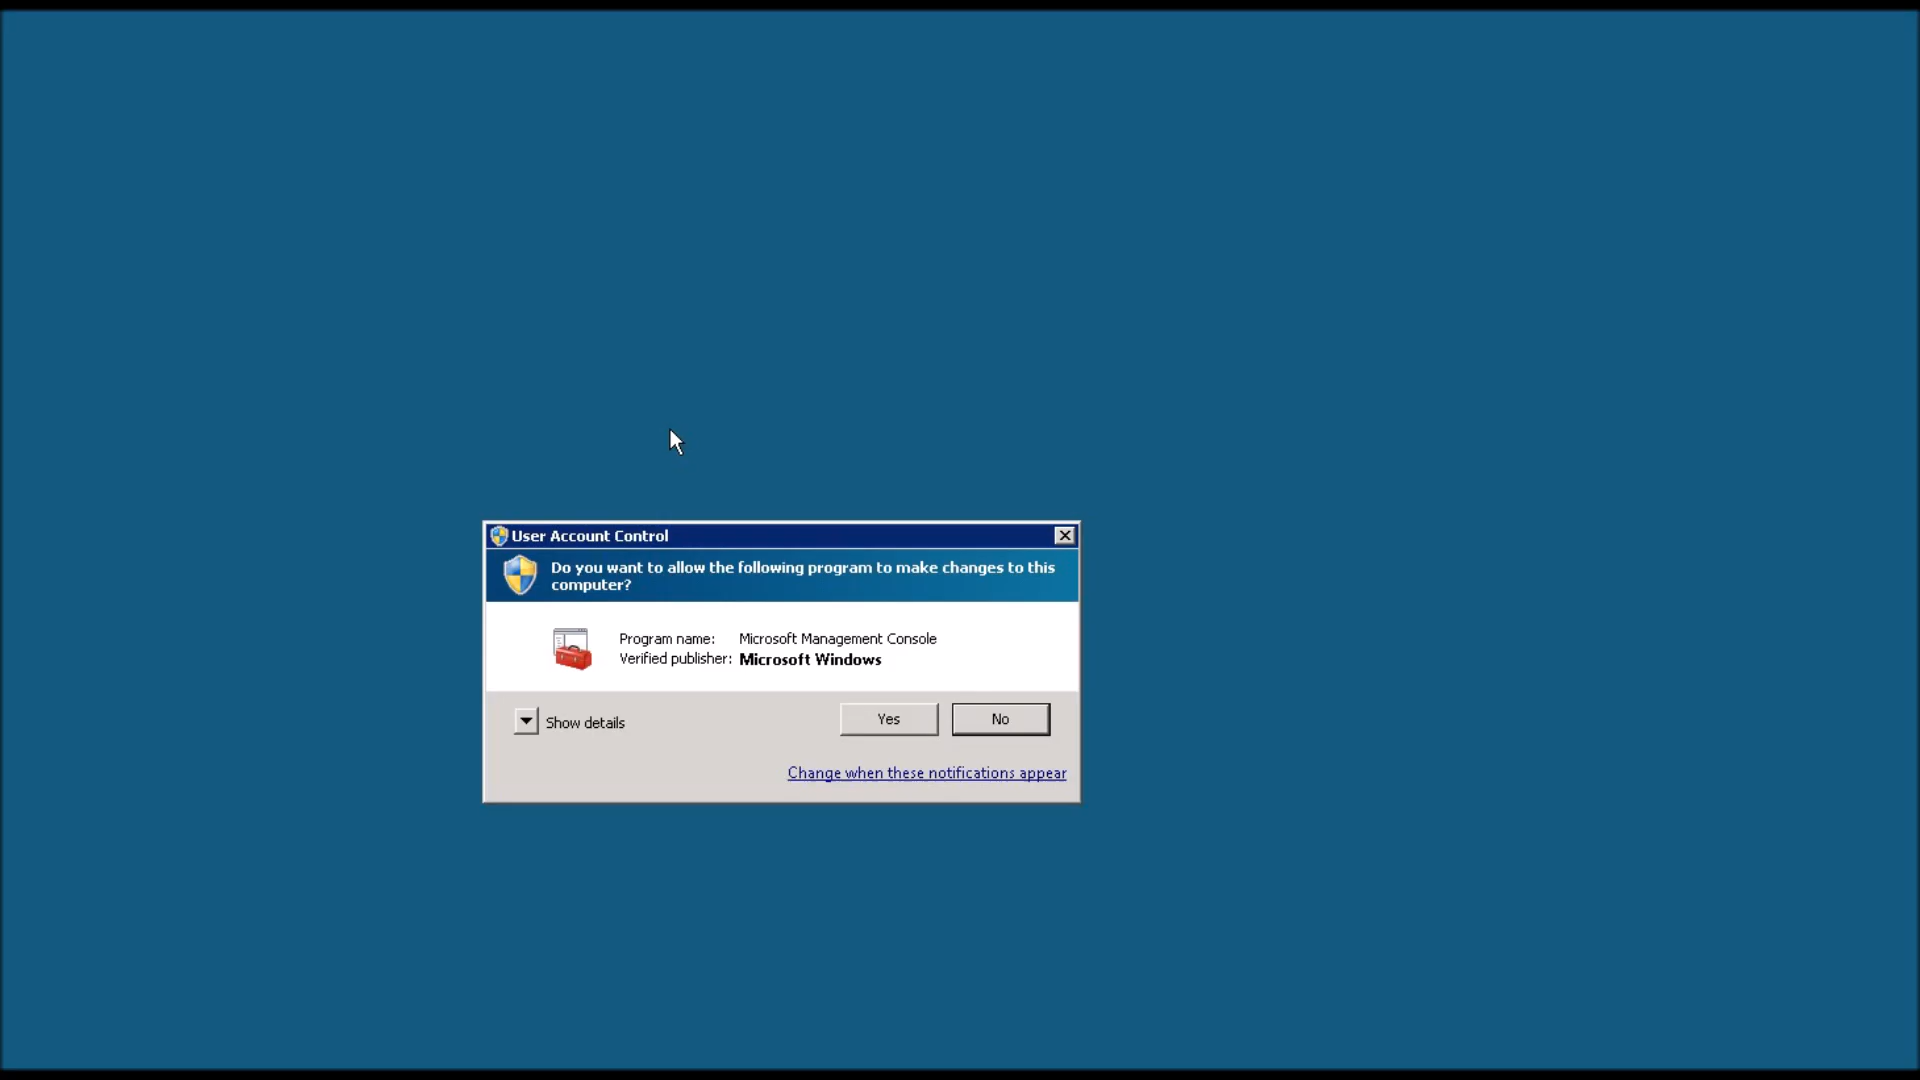 User Account Control
Do you want to allow the following program to make changes to this
computer?
Program name: Microsoft Management Console
Verified publisher: Microsoft Windows
Show details
Yes
No
Change when these notifications appear